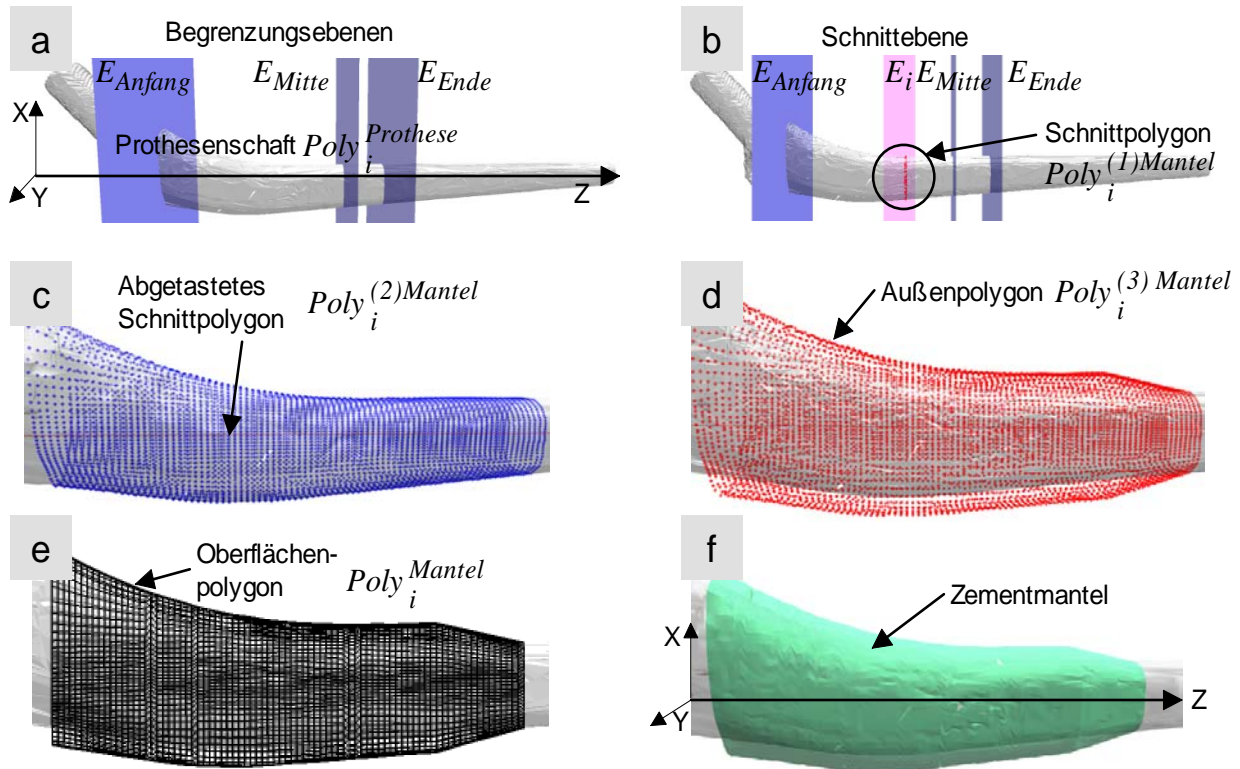 a
Begrenzungsebenen
E_Anfang E_Mitte E_Ende
X
Prothesenschaft Poly_i^Prothese
Y Z
b
Schnittebene
E_Anfang E_i E_Mitte E_Ende
Schnittpolygon
Poly_i^(1)Mantel
c
Abgetastetes
Schnittpolygon Poly_i^(2)Mantel
d
Außenpolygon Poly_i^(3) Mantel
e
Oberflächen-
polygon Poly_i^Mantel
f
Zementmantel
X
Y Z